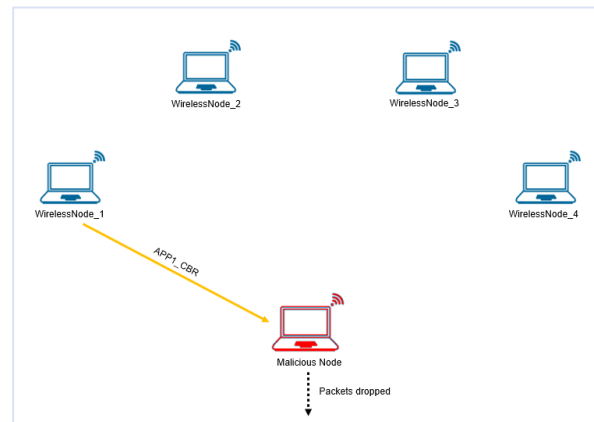 WirelessNode_2
WirelessNode_3
WirelessNode_1
WirelessNode_4
APP1_CBR
Malicious Node
Packets dropped